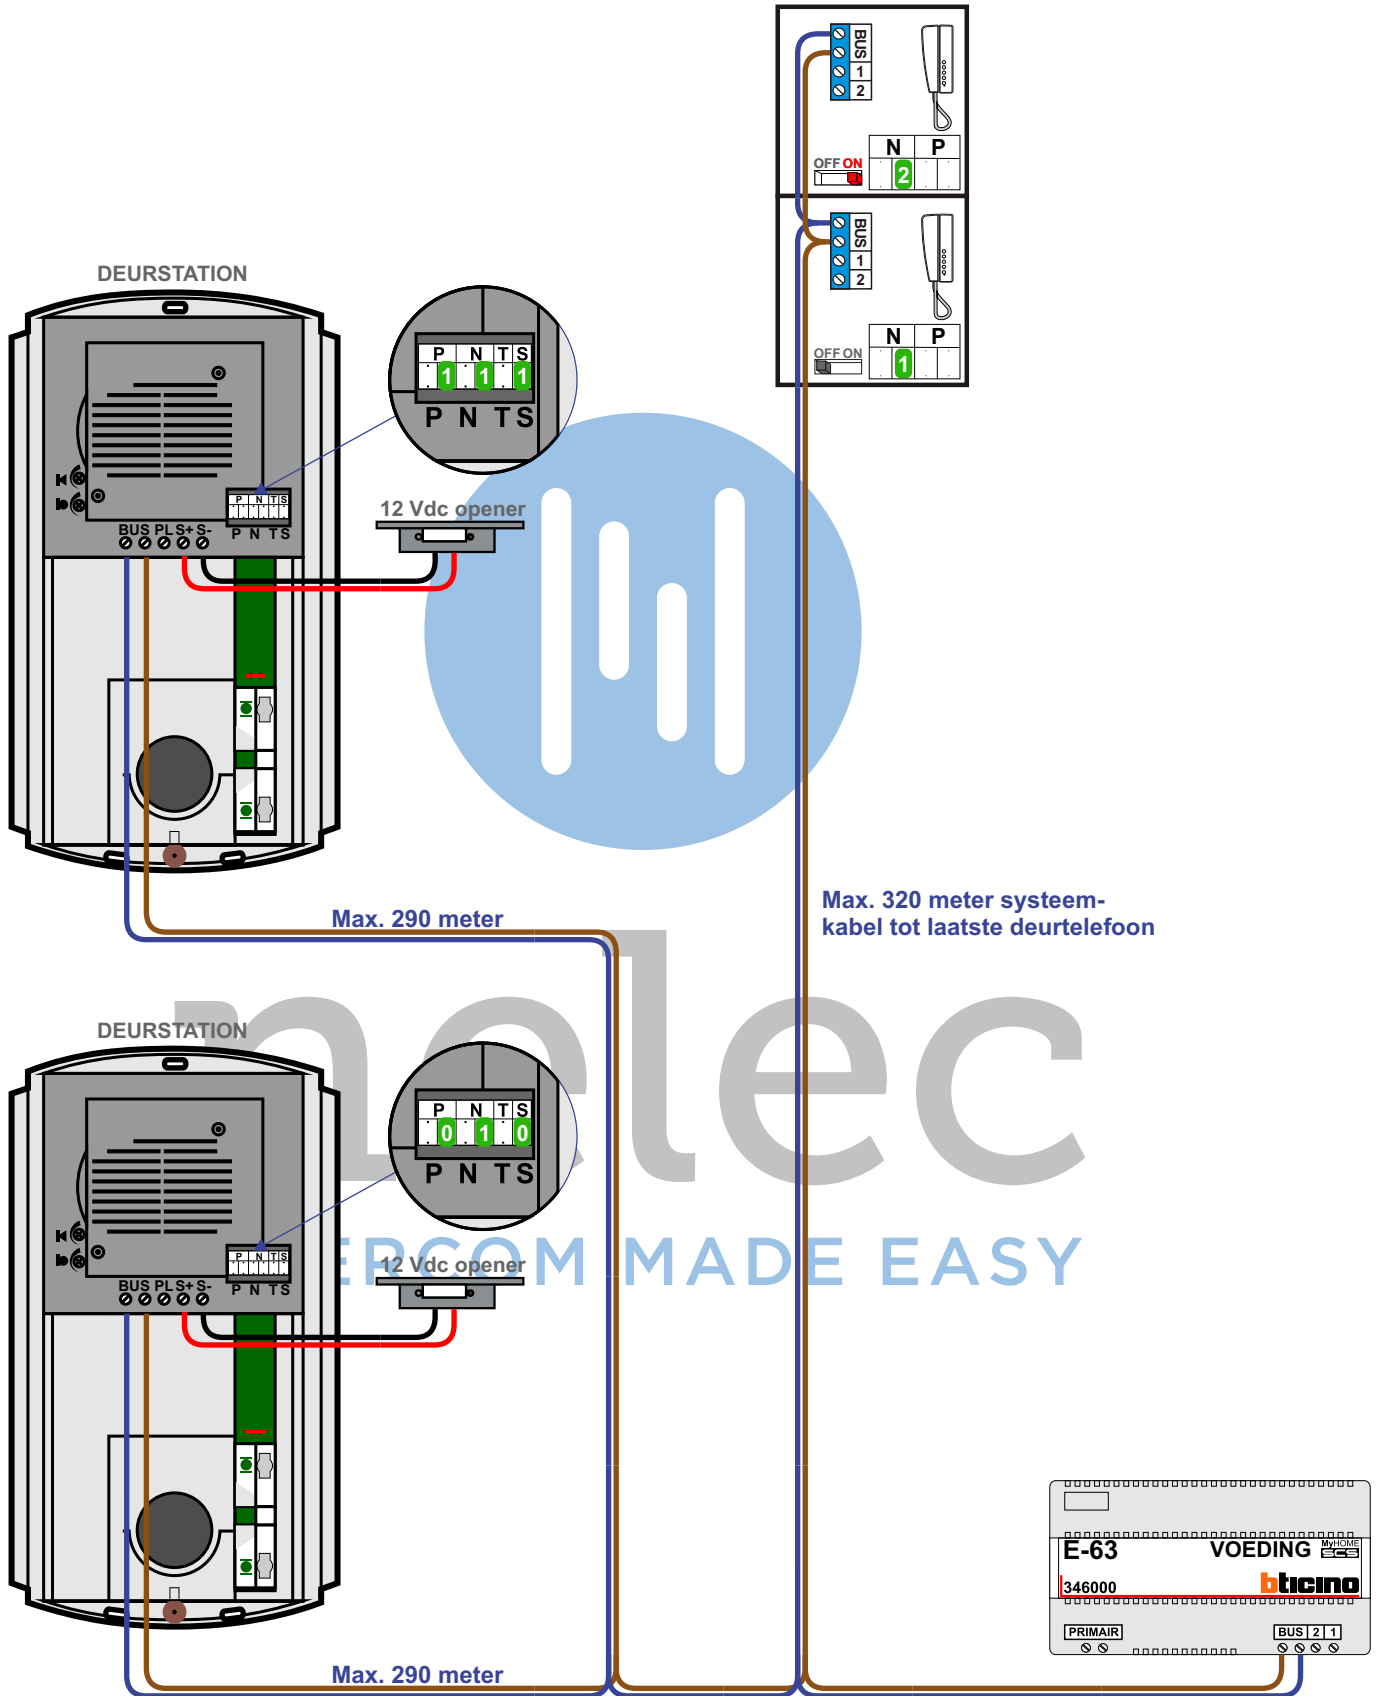 BUS
1
2
OFF ON
N P
2
BUS
1
2
OFF ON
N P
1
DEURSTATION
P N T S
1 1 1
P N T S
P N T S
P N T S
BUS PL S+ S-
12 Vdc opener
Max. 290 meter
Max. 320 meter systeem-
kabel tot laatste deurtelefoon
nelec
ERCOM MADE EASY
DEURSTATION
P N T S
0 1 0
P N T S
P N T S
P N T S
BUS PL S+ S-
12 Vdc opener
Max. 290 meter
E-63 VOEDING MyHOME
SCS
346000 bticino
PRIMAIR
BUS 2 1